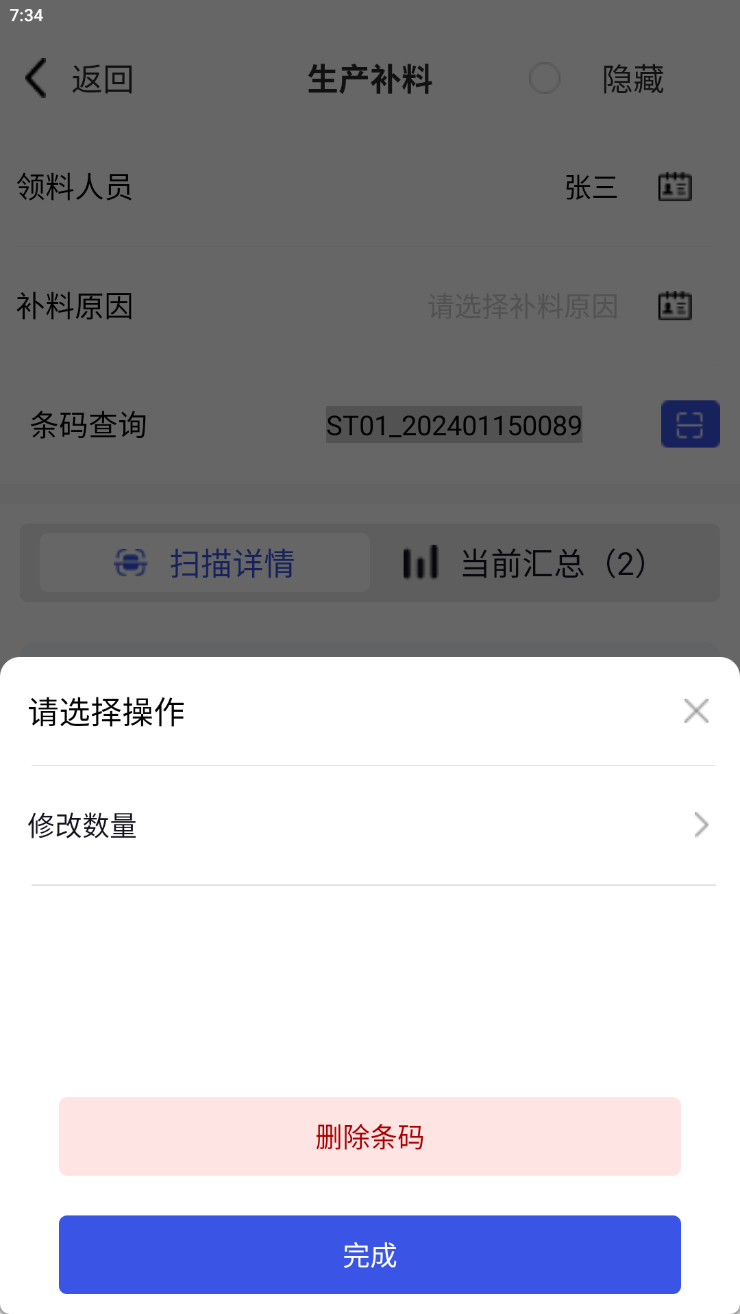 7:34
返回 生产补料 隐藏
领料人员 张三
补料原因 请选择补料原因
条码查询 ST01_202401150089
扫描详情 当前汇总（2）
请选择操作
修改数量
删除条码
完成